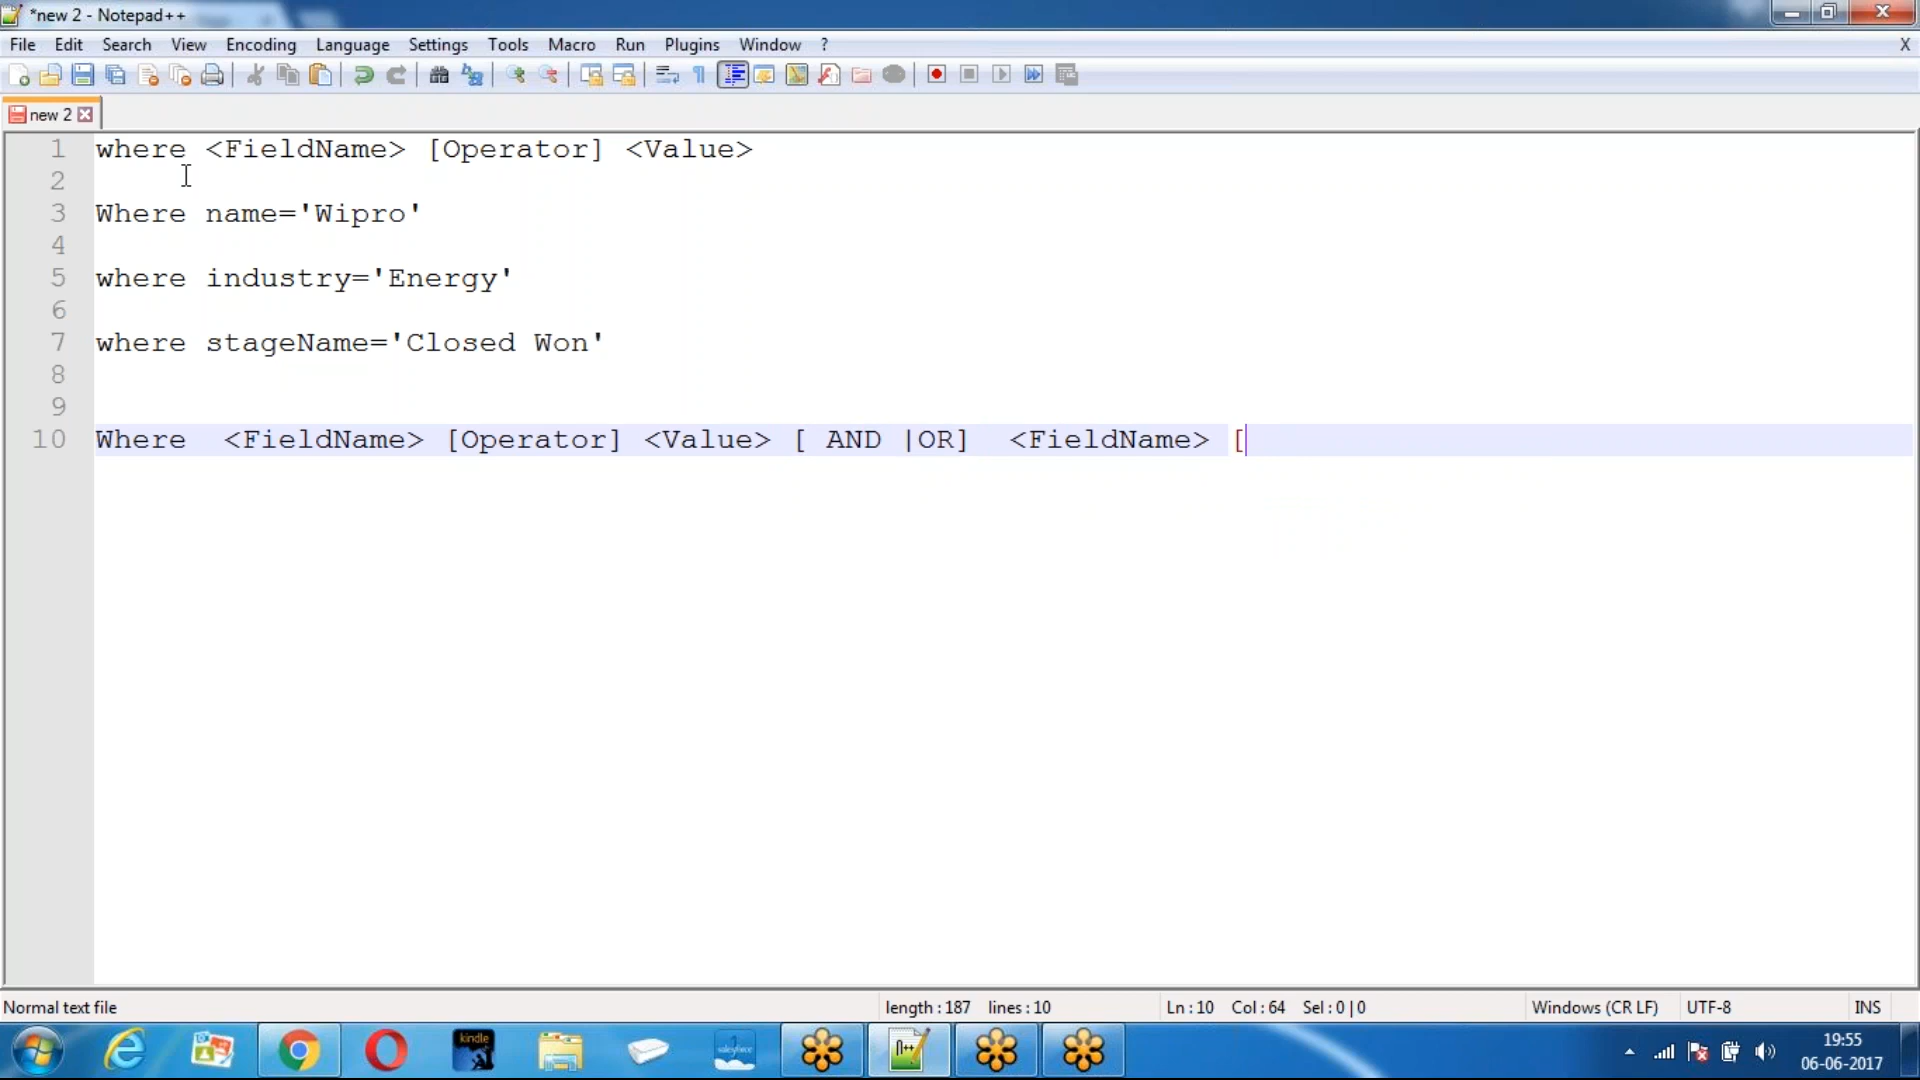 *new 2 - Notepad++
File Edit Search View Encoding Language Settings Tools Macro Run Plugins Window ? X
new 2
1 where <FieldName> [Operator] <Value>
2
3 Where name='Wipro'
4
5 where industry='Energy'
6
7 where stageName='Closed Won'
8
9
10 Where  <FieldName> [Operator] <Value> [ AND |OR]  <FieldName> [
Normal text file length : 187 lines : 10 Ln : 10 Col : 64 Sel : 0 | 0 Windows (CR LF) UTF-8 INS
kindle
salesforce
19:55
06-06-2017